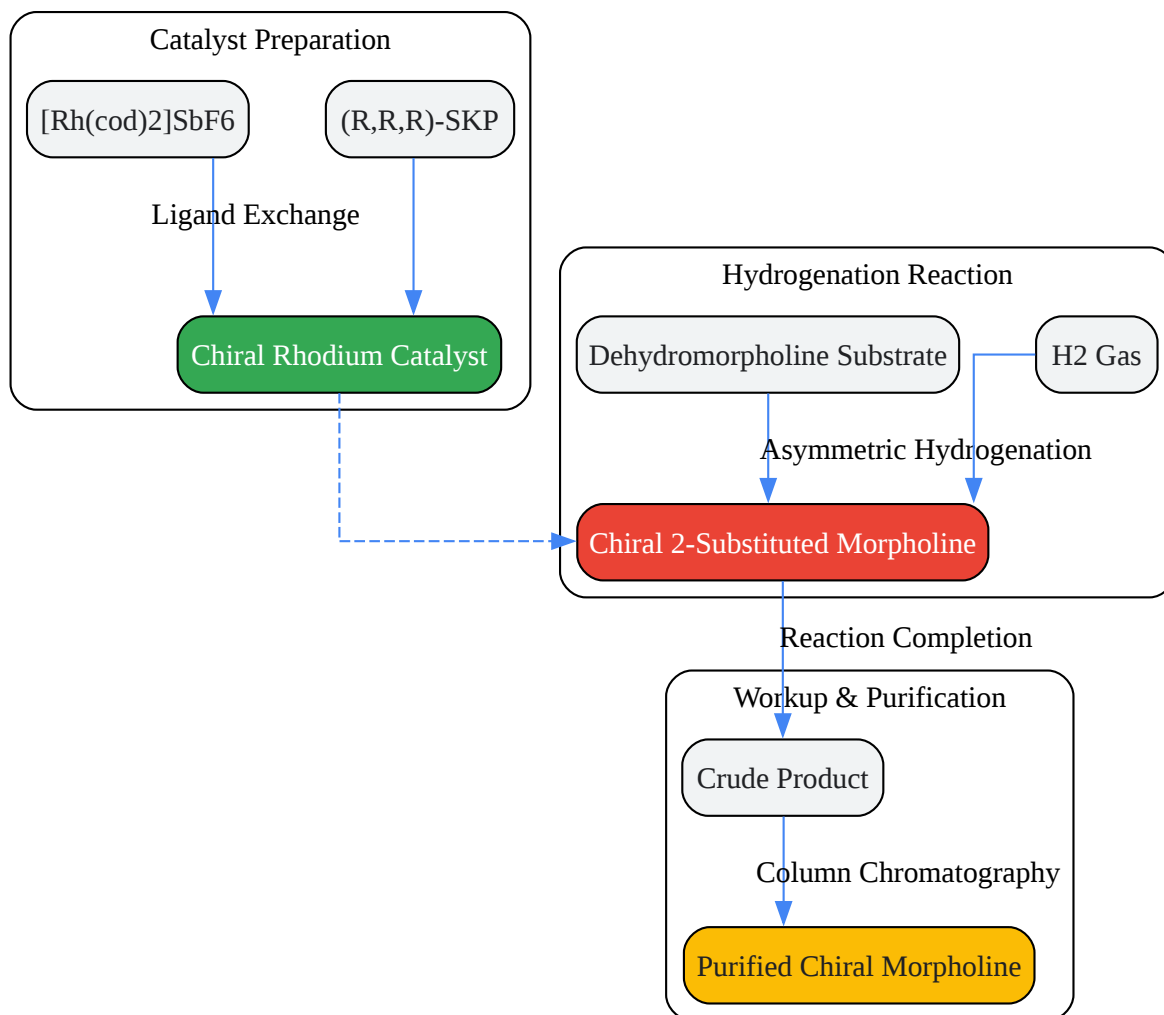 Catalyst Preparation
[Rh(cod)2]SbF6
(R,R,R)-SKP
Ligand Exchange
Chiral Rhodium Catalyst
Hydrogenation Reaction
Dehydromorpholine Substrate
H2 Gas
Asymmetric Hydrogenation
Chiral 2-Substituted Morpholine
Reaction Completion
Workup & Purification
Crude Product
Column Chromatography
Purified Chiral Morpholine